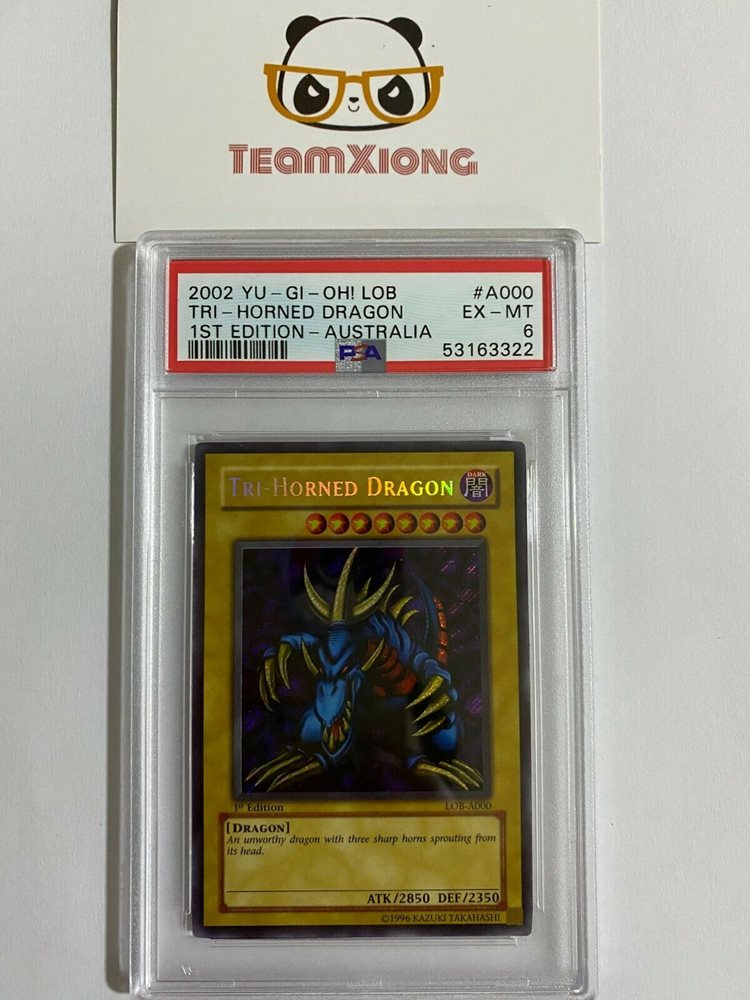 TEAMXIONG
2002 YU-GI-OH! LOB #A000
TRI-HORNED DRAGON EX-MT
1ST EDITION-AUSTRALIA 6
PSA 53163322
TRI-HORNED DRAGON DARK 闇
1st Edition LOB-A000
[DRAGON]
An unworthy dragon with three sharp horns sprouting from
its head.
ATK/2850 DEF/2350
©1996 KAZUKI TAKAHASHI